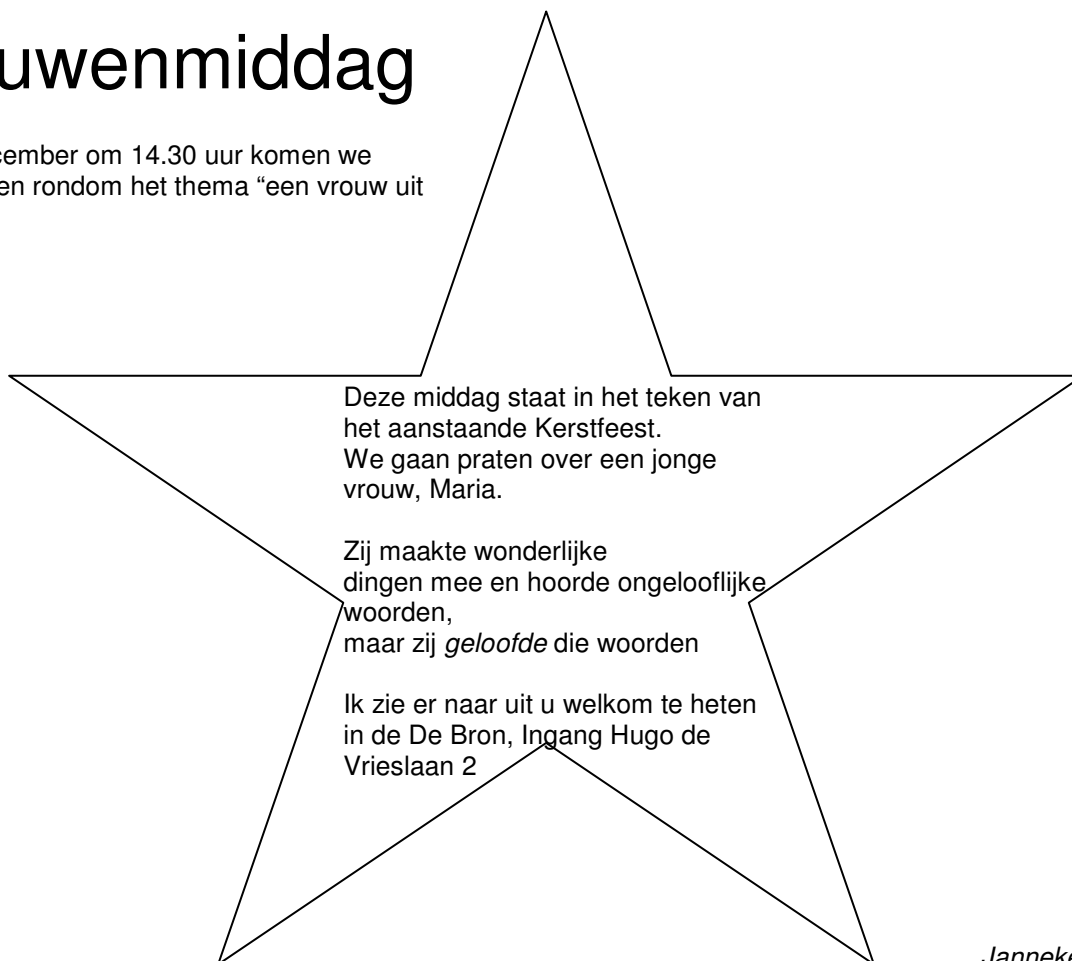 uwenmiddag
cember om 14.30 uur komen we
en rondom het thema “een vrouw uit
Deze middag staat in het teken van
het aanstaande Kerstfeest.
We gaan praten over een jonge
vrouw, Maria.
Zij maakte wonderlijke
dingen mee en hoorde ongelooflijke
woorden,
maar zij geloofde die woorden
Ik zie er naar uit u welkom te heten
in de De Bron, Ingang Hugo de
Vrieslaan 2
Janneke